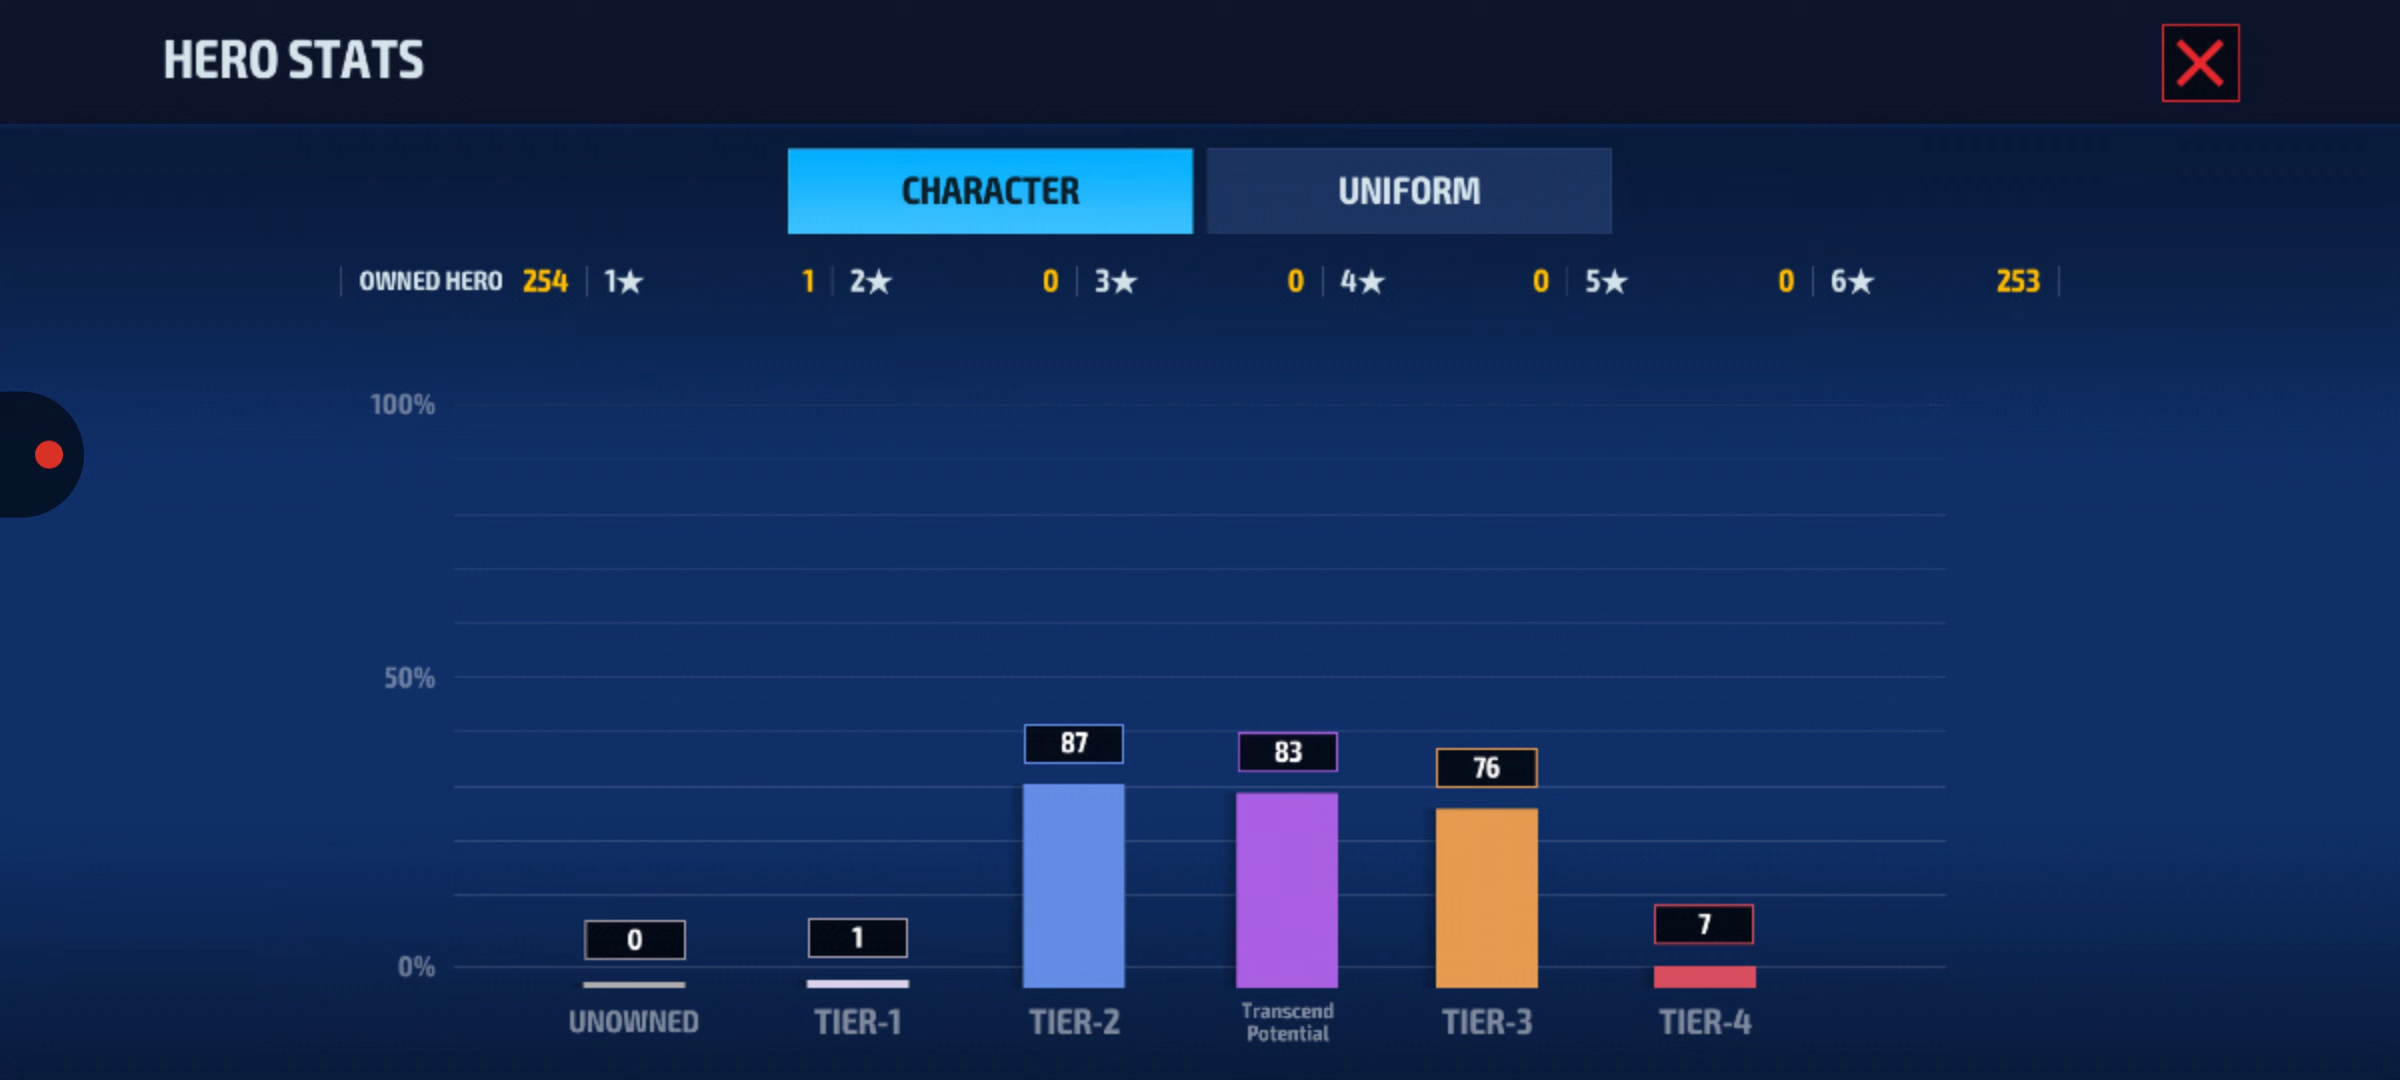 HERO STATS
CHARACTER UNIFORM
OWNED HERO 254 1★ 1 2★ 0 3★ 0 4★ 0 5★ 0 6★ 253
100%
50%
0%
0 1 87 83 76 7
UNOWNED TIER-1 TIER-2 Transcend Potential TIER-3 TIER-4